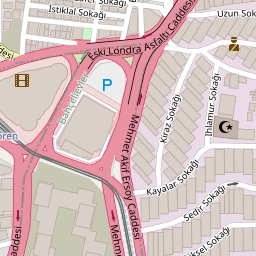 İstiklal Sokağı
Uzun Sokak
Eski Londra Asfaltı Caddesi
Bahçelievler
P
Mehmet Akif Ersoy Caddesi
Kiraz Sokağı
Ihlamur Sokağı
Kayalar Sokağı
Sedir Sokağı